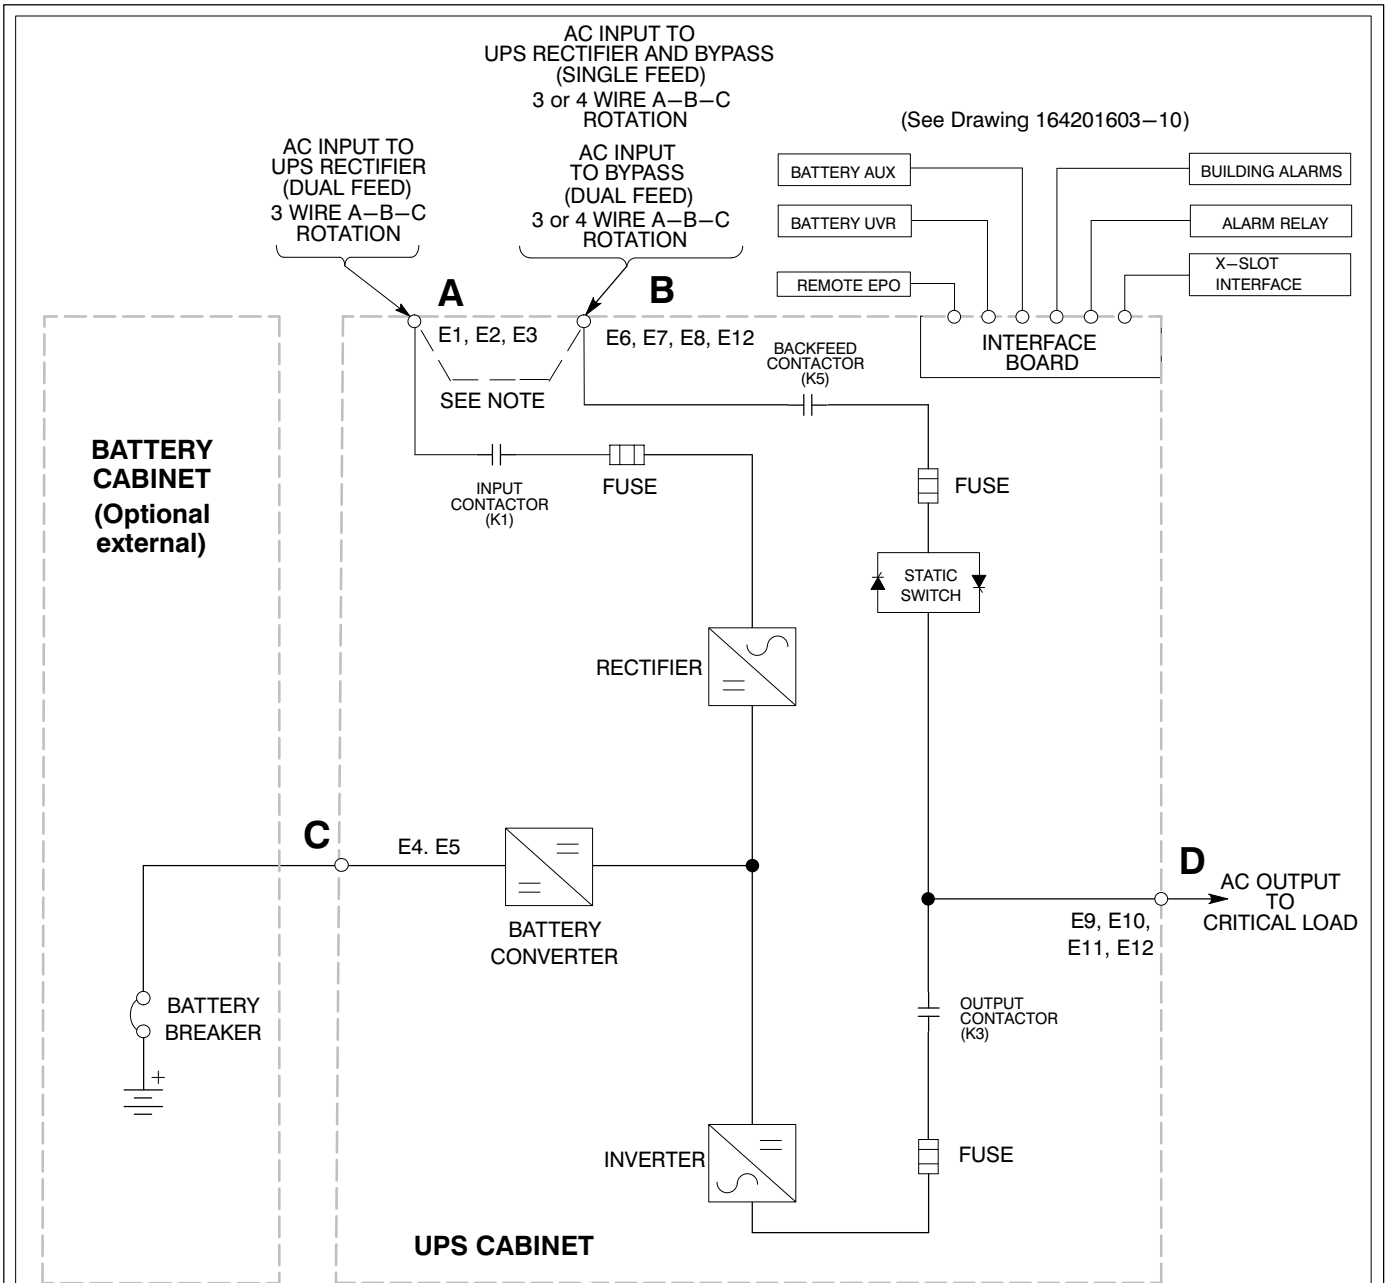 AC INPUT TO
UPS RECTIFIER AND BYPASS
(SINGLE FEED)
3 or 4 WIRE A–B–C
ROTATION
AC INPUT TO
UPS RECTIFIER
(DUAL FEED)
3 WIRE A–B–C
ROTATION
AC INPUT
TO BYPASS
(DUAL FEED)
3 or 4 WIRE A–B–C
ROTATION
(See Drawing 164201603–10)
BATTERY AUX
BATTERY UVR
REMOTE EPO
BUILDING ALARMS
ALARM RELAY
X–SLOT
INTERFACE
A
B
E1, E2, E3
E6, E7, E8, E12
INTERFACE
BOARD
BACKFEED
CONTACTOR
(K5)
SEE NOTE
BATTERY
CABINET
(Optional
external)
INPUT
CONTACTOR
(K1)
FUSE
FUSE
STATIC
SWITCH
RECTIFIER
C
E4. E5
BATTERY
CONVERTER
D
AC OUTPUT
TO
CRITICAL LOAD
E9, E10,
E11, E12
BATTERY
BREAKER
+
OUTPUT
CONTACTOR
(K3)
INVERTER
FUSE
UPS CABINET